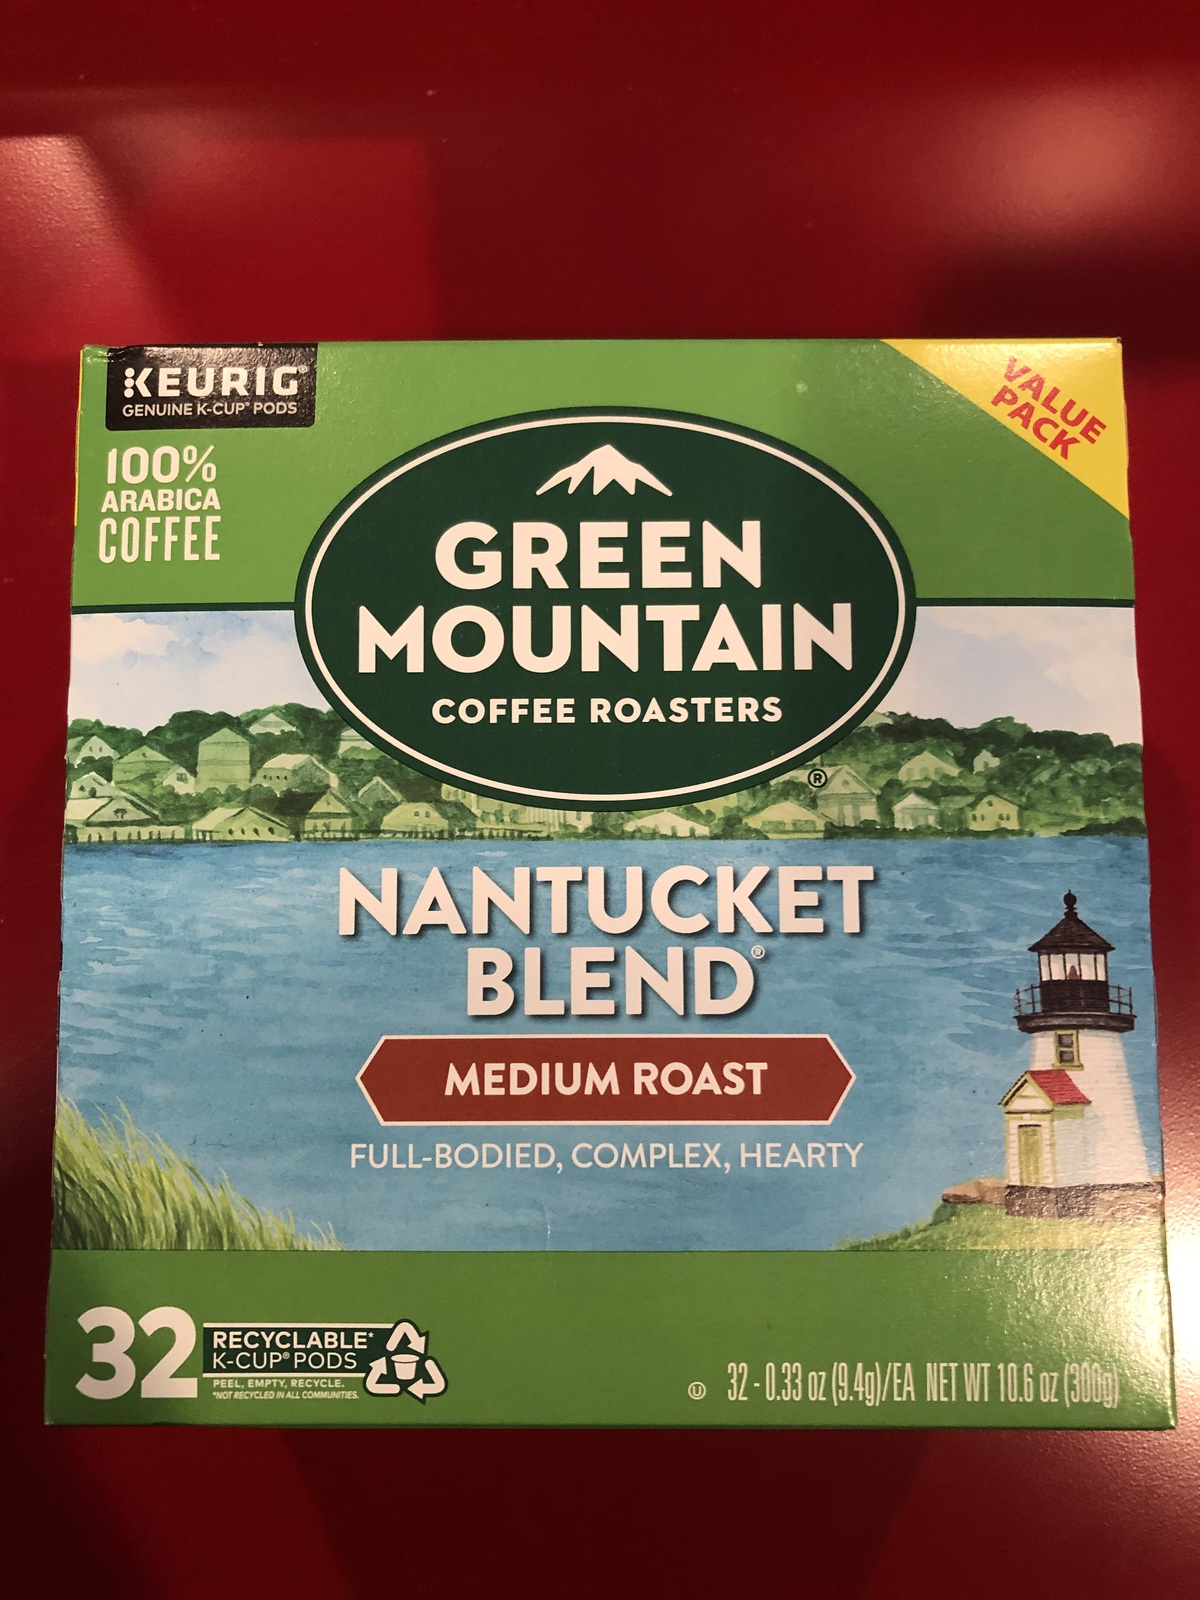 KEURIG®
GENUINE K-CUP® PODS
100%
ARABICA
COFFEE
VALUE
PACK
GREEN
MOUNTAIN
COFFEE ROASTERS
®
NANTUCKET
BLEND®
MEDIUM ROAST
FULL-BODIED, COMPLEX, HEARTY
32
RECYCLABLE*
K-CUP® PODS
PEEL, EMPTY, RECYCLE.
*NOT RECYCLED IN ALL COMMUNITIES.
Ⓤ 32 - 0.33 oz (9.4g)/EA NET WT 10.6 oz (300g)